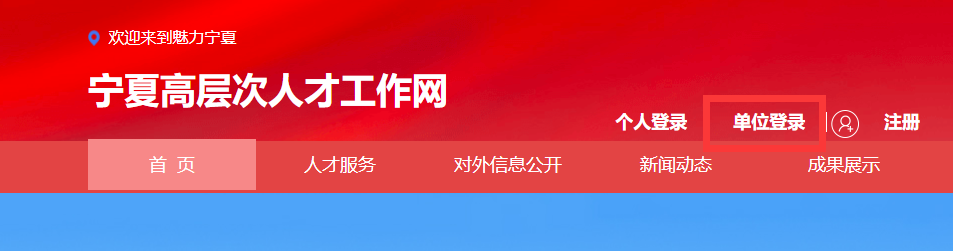 欢迎来到魅力宁夏
宁夏高层次人才工作网
个人登录 单位登录 注册
首 页 人才服务 对外信息公开 新闻动态 成果展示